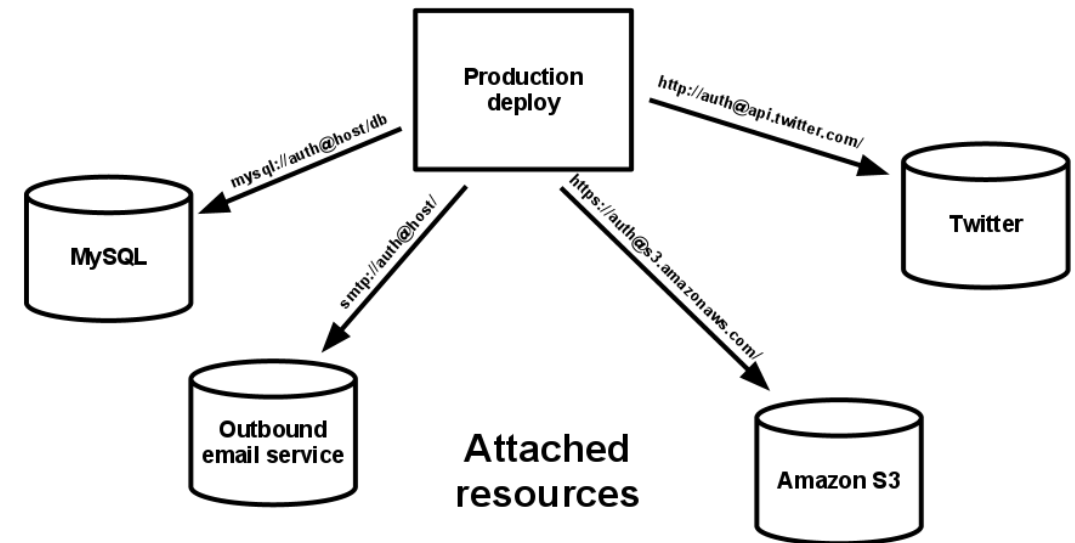 Production
deploy
mysql://auth@host/db
smtp://auth@host/
https://auth@s3.amazonaws.com/
http://auth@api.twitter.com/
MySQL
Twitter
Outbound
email service
Amazon S3
Attached
resources